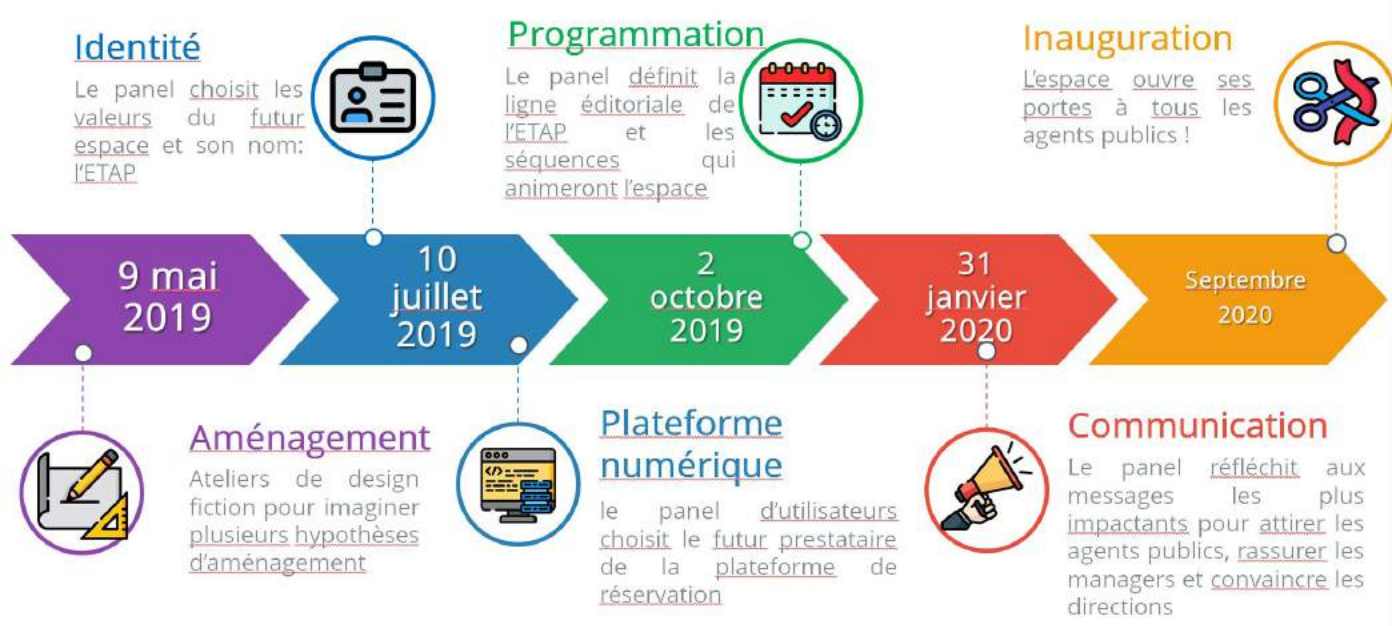 Identité
Le panel choisit les
valeurs du futur
espace et son nom:
l'ETAP
Programmation
Le panel définit la
ligne éditoriale de
l'ETAP et les
séquences qui
animeront l'espace
Inauguration
L'espace ouvre ses
portes à tous les
agents publics !
9 mai
2019
10
juillet
2019
2
octobre
2019
31
janvier
2020
Septembre
2020
Aménagement
Ateliers de design
fiction pour imaginer
plusieurs hypothèses
d'aménagement
Plateforme
numérique
le panel d'utilisateurs
choisit le futur prestataire
de la plateforme de
réservation
Communication
Le panel réfléchit aux
messages les plus
impactants pour attirer les
agents publics, rassurer les
managers et convaincre les
directions